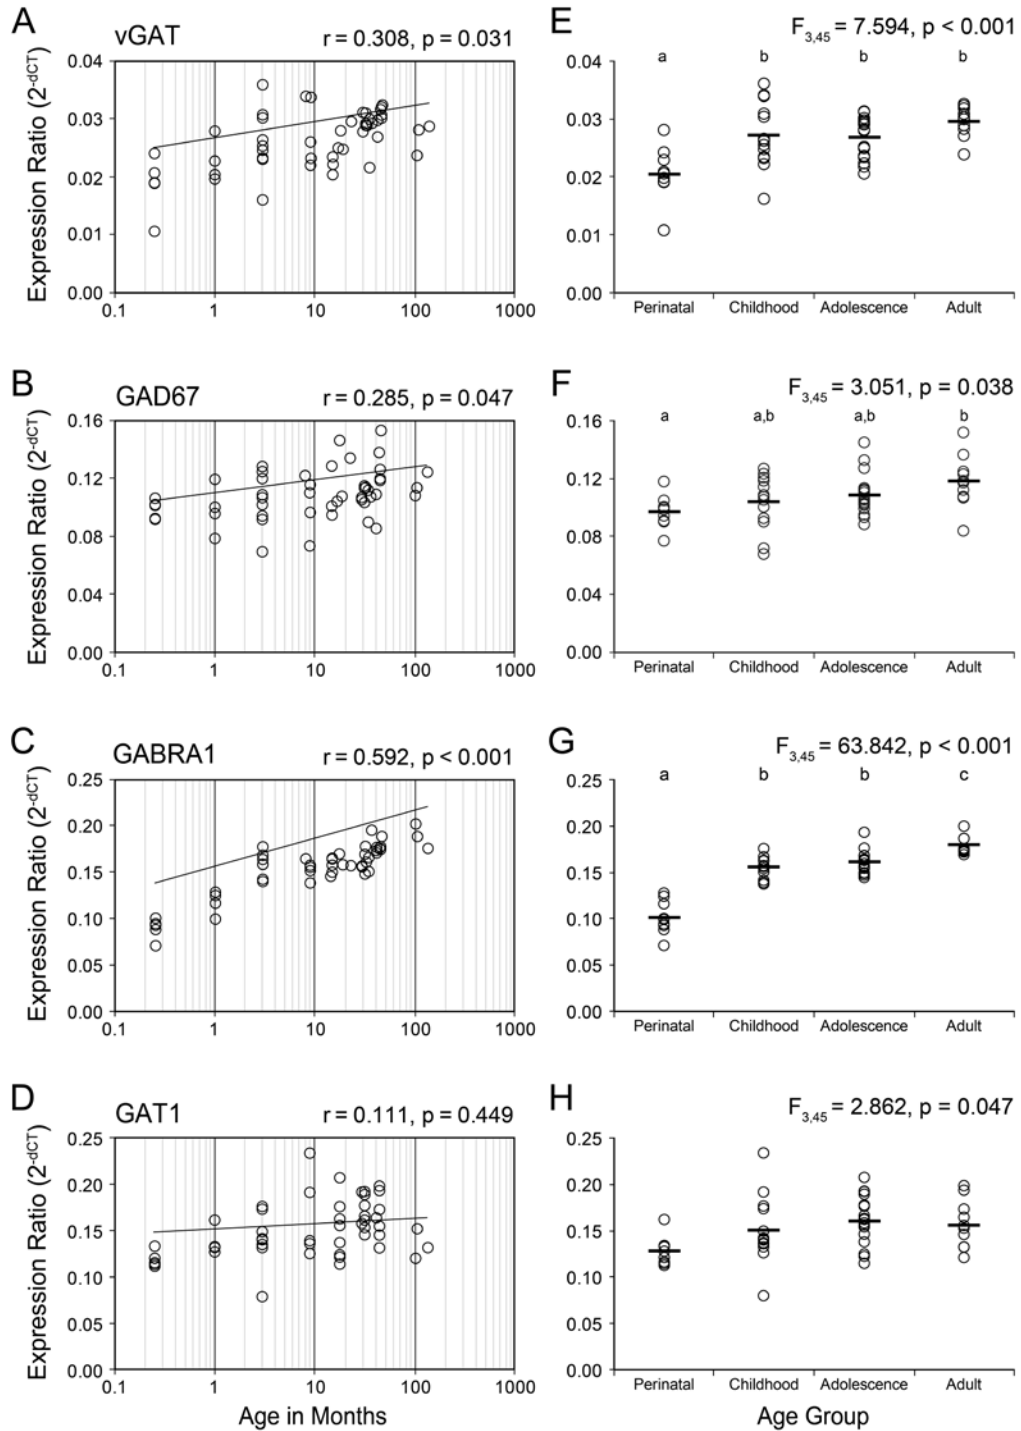 A
vGAT
r = 0.308, p = 0.031
Expression Ratio (2-dCT)
0.04
0.03
0.02
0.01
0.00
0.1
1
10
100
1000
E
F3,45 = 7.594, p < 0.001
a
b
b
b
0.04
0.03
0.02
0.01
0.00
Perinatal
Childhood
Adolescence
Adult
B
GAD67
r = 0.285, p = 0.047
Expression Ratio (2-dCT)
0.16
0.12
0.08
0.04
0.00
0.1
1
10
100
1000
F
F3,45 = 3.051, p = 0.038
a
a,b
a,b
b
0.16
0.12
0.08
0.04
0.00
Perinatal
Childhood
Adolescence
Adult
C
GABRA1
r = 0.592, p < 0.001
Expression Ratio (2-dCT)
0.25
0.20
0.15
0.10
0.05
0.00
0.1
1
10
100
1000
G
F3,45 = 63.842, p < 0.001
a
b
b
c
0.25
0.20
0.15
0.10
0.05
0.00
Perinatal
Childhood
Adolescence
Adult
D
GAT1
r = 0.111, p = 0.449
Expression Ratio (2-dCT)
0.25
0.20
0.15
0.10
0.05
0.00
0.1
1
10
100
1000
Age in Months
H
F3,45 = 2.862, p = 0.047
0.25
0.20
0.15
0.10
0.05
0.00
Perinatal
Childhood
Adolescence
Adult
Age Group